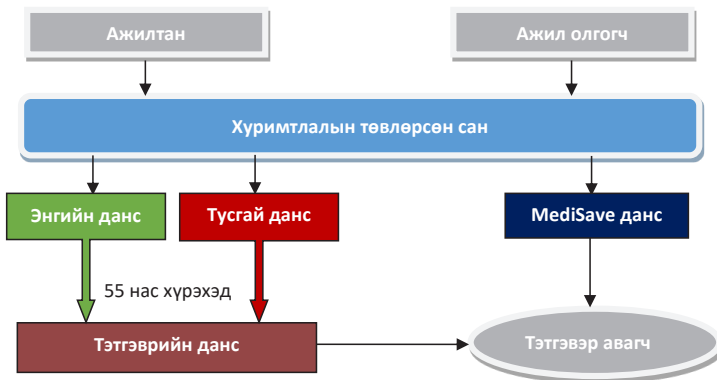 Ажилтан
Ажил олгогч
Хуримтлалын төвлөрсөн сан
Энгийн данс
Тусгай данс
MediSave данс
55 нас хүрэхэд
Тэтгэврийн данс
Тэтгэвэр авагч